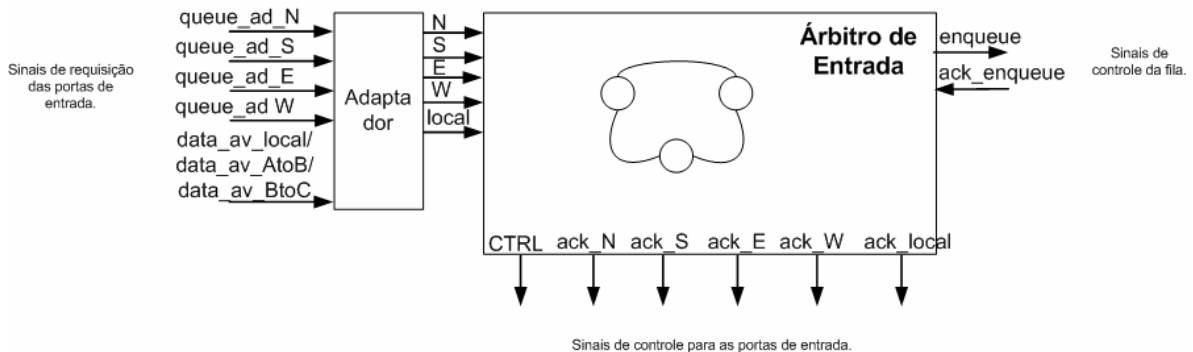 queue_ad_N
queue_ad_S
queue_ad_E
queue_ad W
data_av_local/
data_av_AtoB/
data_av_BtoC
Sinais de requisição
das portas de
entrada.
Adapta
dor
N
S
E
W
local
Árbitro de
Entrada
enqueue
ack_enqueue
Sinais de
controle da fila.
CTRL ack_N ack_S ack_E ack_W ack_local
Sinais de controle para as portas de entrada.